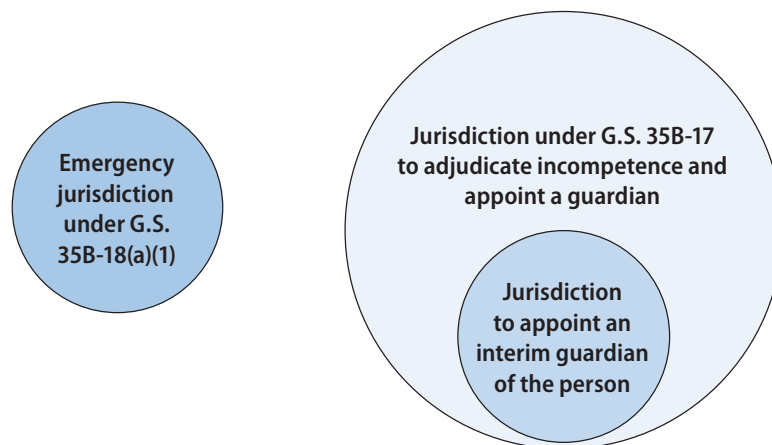 Emergency
jurisdiction
under G.S.
35B-18(a)(1)
Jurisdiction under G.S. 35B-17
to adjudicate incompetence and
appoint a guardian
Jurisdiction
to appoint an
interim guardian
of the person